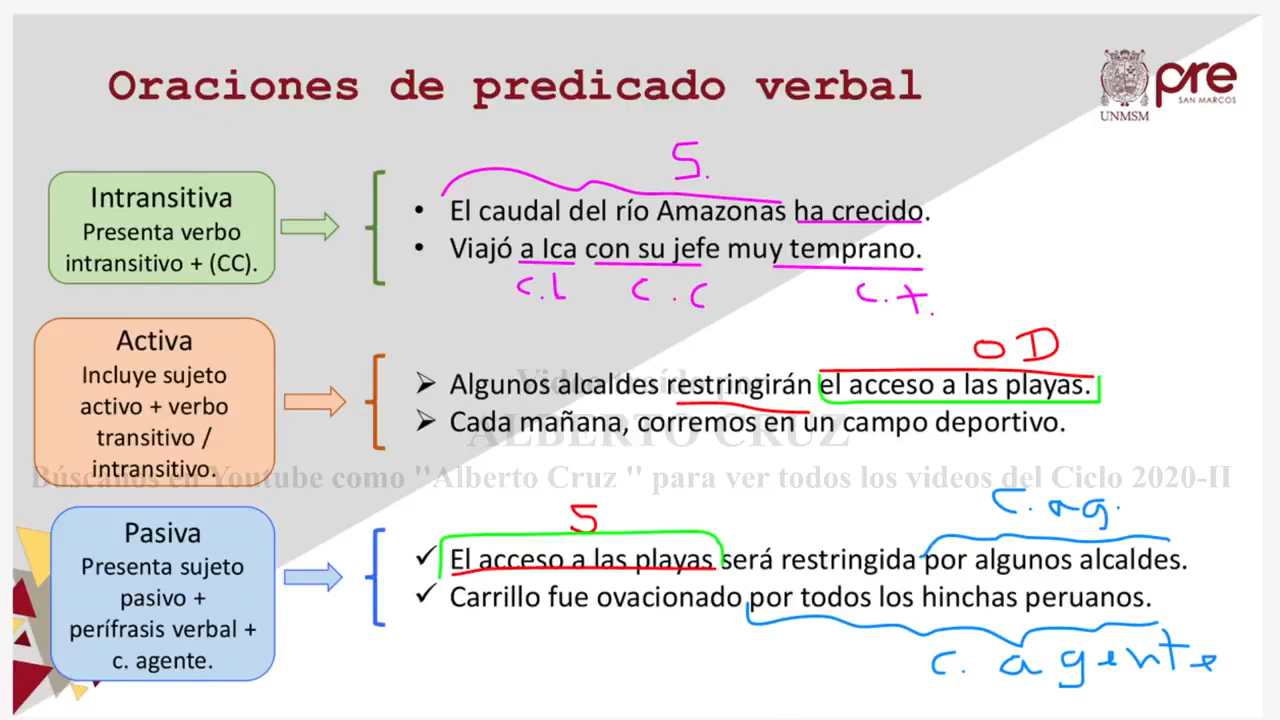 Oraciones de predicado verbal
pre
SAN MARCOS
UNMSM
S.
Intransitiva
Presenta verbo
intransitivo + (CC).
• El caudal del río Amazonas ha crecido.
• Viajó a Ica con su jefe muy temprano.
C.L C.C C.t.
Activa
Incluye sujeto
activo + verbo
transitivo /
intransitivo.
OD
➢ Algunos alcaldes restringirán el acceso a las playas.
➢ Cada mañana, corremos en un campo deportivo.
ALBERTO CRUZ
Búscanos en Youtube como "Alberto Cruz " para ver todos los videos del Ciclo 2020-II
Pasiva
Presenta sujeto
pasivo +
perífrasis verbal +
c. agente.
S
C. ag.
✓ El acceso a las playas será restringida por algunos alcaldes.
✓ Carrillo fue ovacionado por todos los hinchas peruanos.
c. agente